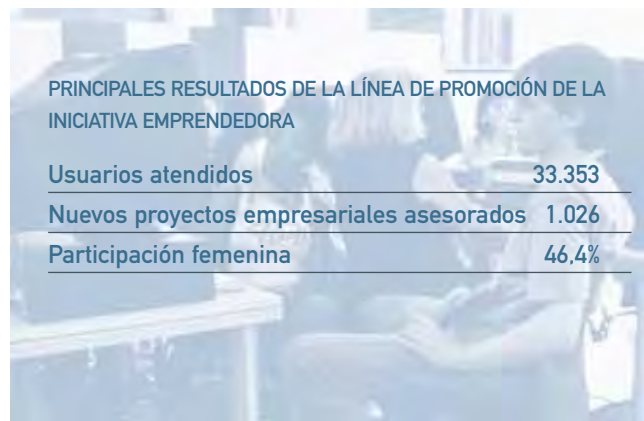 PRINCIPALES RESULTADOS DE LA LÍNEA DE PROMOCIÓN DE LA
INICIATIVA EMPRENDEDORA
Usuarios atendidos 33.353
Nuevos proyectos empresariales asesorados 1.026
Participación femenina 46,4%